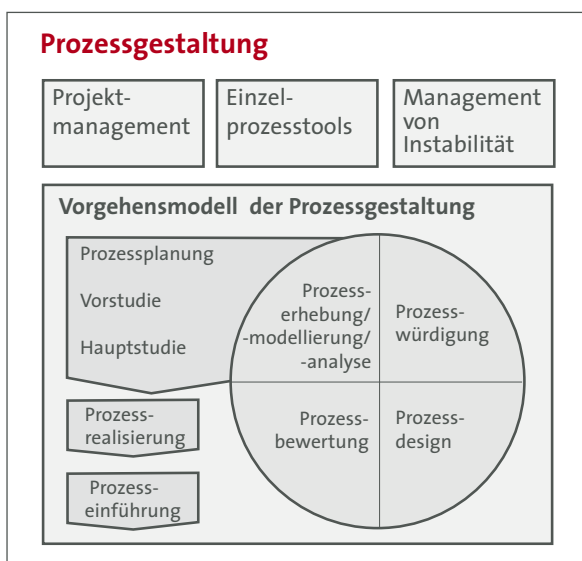 Prozessgestaltung
Projekt-
management
Einzel-
prozesstools
Management
von
Instabilität
Vorgehensmodell der Prozessgestaltung
Prozessplanung
Vorstudie
Hauptstudie
Prozess-
realisierung
Prozess-
einführung
Prozess-
erhebung/
-modellierung/
-analyse
Prozess-
würdigung
Prozess-
bewertung
Prozess-
design